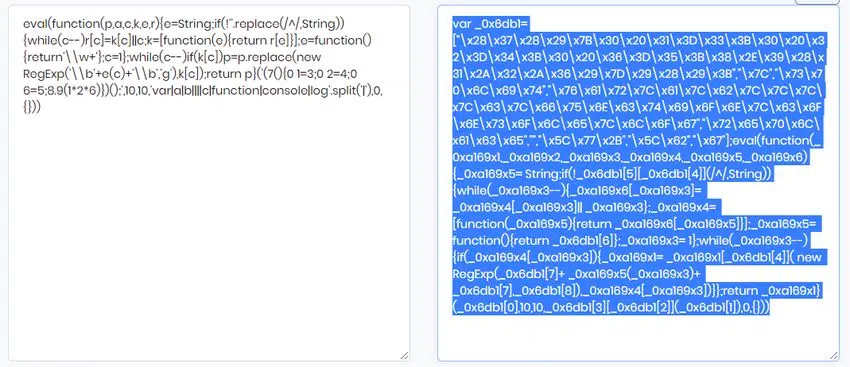 eval(function(p,a,c,k,e,r){e=String;if(!''.replace(/^/,String))
{while(c--)r[c]=k[c]||c;k=[function(e){return r[e]}];e=function()
{return'\\w+'};c=1};while(c--)if(k[c])p=p.replace(new
RegExp('\\b'+e(c)+'\\b','g'),k[c]);return p}('(7(){0 1=3;0 2=4;0
6=5;8.9(1*2*6)})();',10,10,'var|a|b||||c|function|console|log'.split('|'),0,
{}))
var _0x6db1=
["\x28\x37\x28\x29\x7B\x30\x20\x31\x3D\x33\x3B\x30\x20\x3
2\x3D\x34\x3B\x30\x20\x36\x3D\x35\x3B\x38\x2E\x39\x28\x
31\x2A\x32\x2A\x36\x29\x7D\x29\x28\x29\x3B","\x7C","\x73\x7
0\x6C\x69\x74","\x76\x61\x72\x7C\x61\x7C\x62\x7C\x7C\x7C\
x7C\x63\x7C\x66\x75\x6E\x63\x74\x69\x6F\x6E\x7C\x63\x6F\
x6E\x73\x6F\x6C\x65\x7C\x6C\x6F\x67","\x72\x65\x70\x6C\x
61\x63\x65","","\x5C\x77\x2B","\x5C\x62","\x67"];eval(function(_
0xa169x1,_0xa169x2,_0xa169x3,_0xa169x4,_0xa169x5,_0xa169x6)
{_0xa169x5= String;if(!_0x6db1[5][_0x6db1[4]](/^/,String))
{while(_0xa169x3--){_0xa169x6[_0xa169x3]=
_0xa169x4[_0xa169x3]|| _0xa169x3};_0xa169x4=
[function(_0xa169x5){return _0xa169x6[_0xa169x5]}];_0xa169x5=
function(){return _0x6db1[6]};_0xa169x3= 1};while(_0xa169x3--)
{if(_0xa169x4[_0xa169x3]){_0xa169x1= _0xa169x1[_0x6db1[4]]( new
RegExp(_0x6db1[7]+ _0xa169x5(_0xa169x3)+
_0x6db1[7],_0x6db1[8]),_0xa169x4[_0xa169x3])}};return _0xa169x1}
(_0x6db1[0],10,10,_0x6db1[3][_0x6db1[2]](_0x6db1[1]),0,{}))